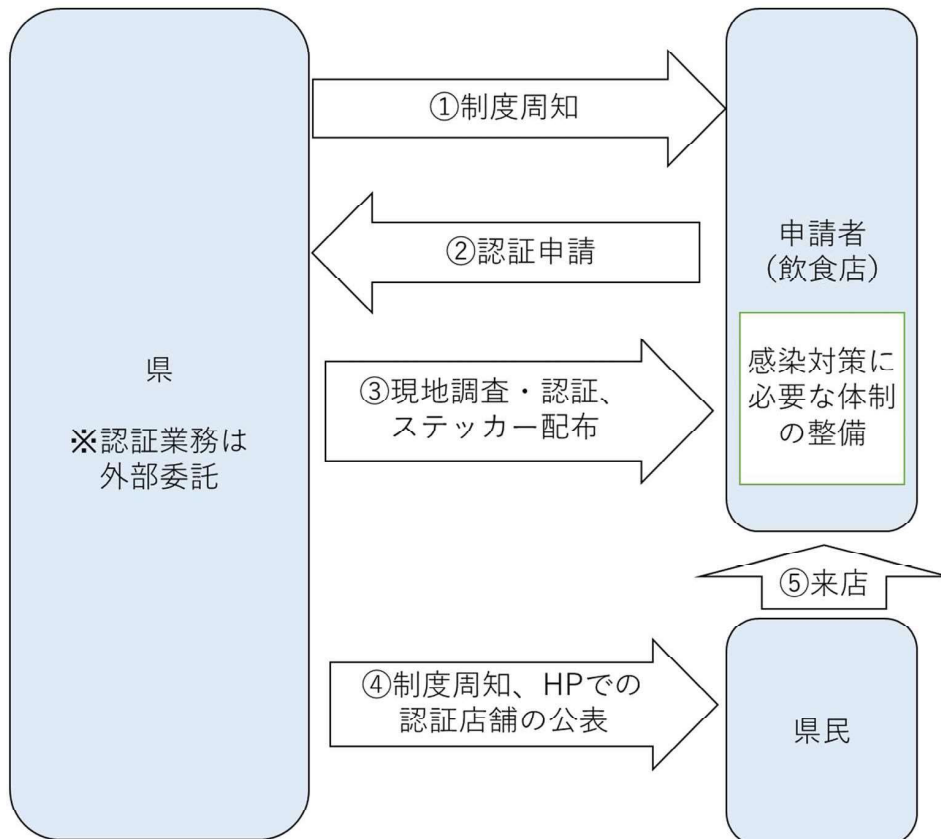 ①制度周知
②認証申請
申請者
(飲食店)
県
※認証業務は
外部委託
③現地調査・認証、
ステッカー配布
感染対策に
必要な体制
の整備
⑤来店
④制度周知、HPでの
認証店舗の公表
県民